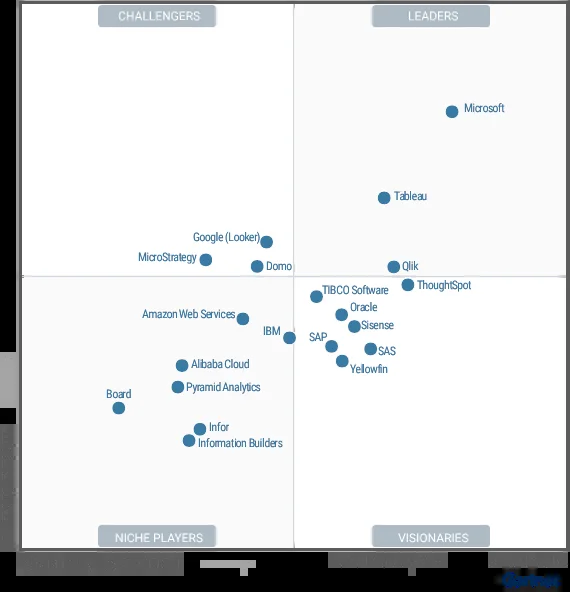 CHALLENGERS
LEADERS
Microsoft
Tableau
Google (Looker)
MicroStrategy
Domo
Qlik
ThoughtSpot
TIBCO Software
Oracle
Amazon Web Services
Sisense
IBM
SAP
SAS
Yellowfin
Alibaba Cloud
Pyramid Analytics
Board
Infor
Information Builders
NICHE PLAYERS
VISIONARIES